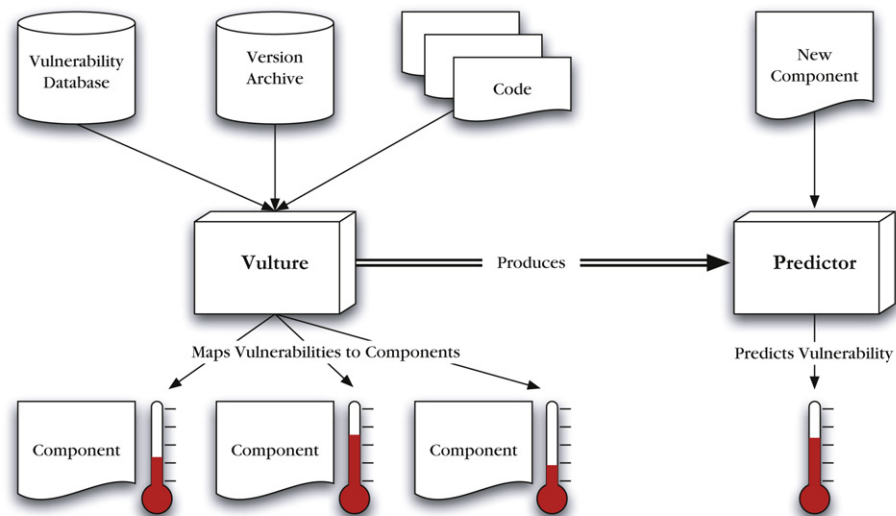 Vulnerability
Database
Version
Archive
Code
New
Component
Vulture
Produces
Predictor
Maps Vulnerabilities to Components
Predicts Vulnerability
Component
Component
Component